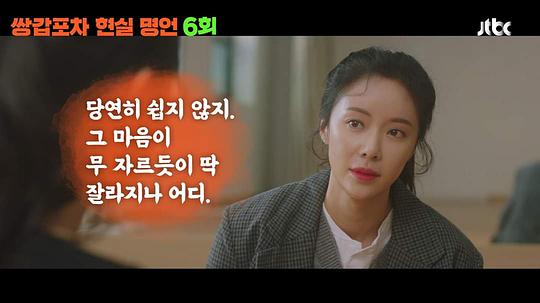 쌍갑포차 현실 명언 6회
jtbc
당연히 쉽지 않지.
그 마음이
무 자르듯이 딱
잘라지나 어디.